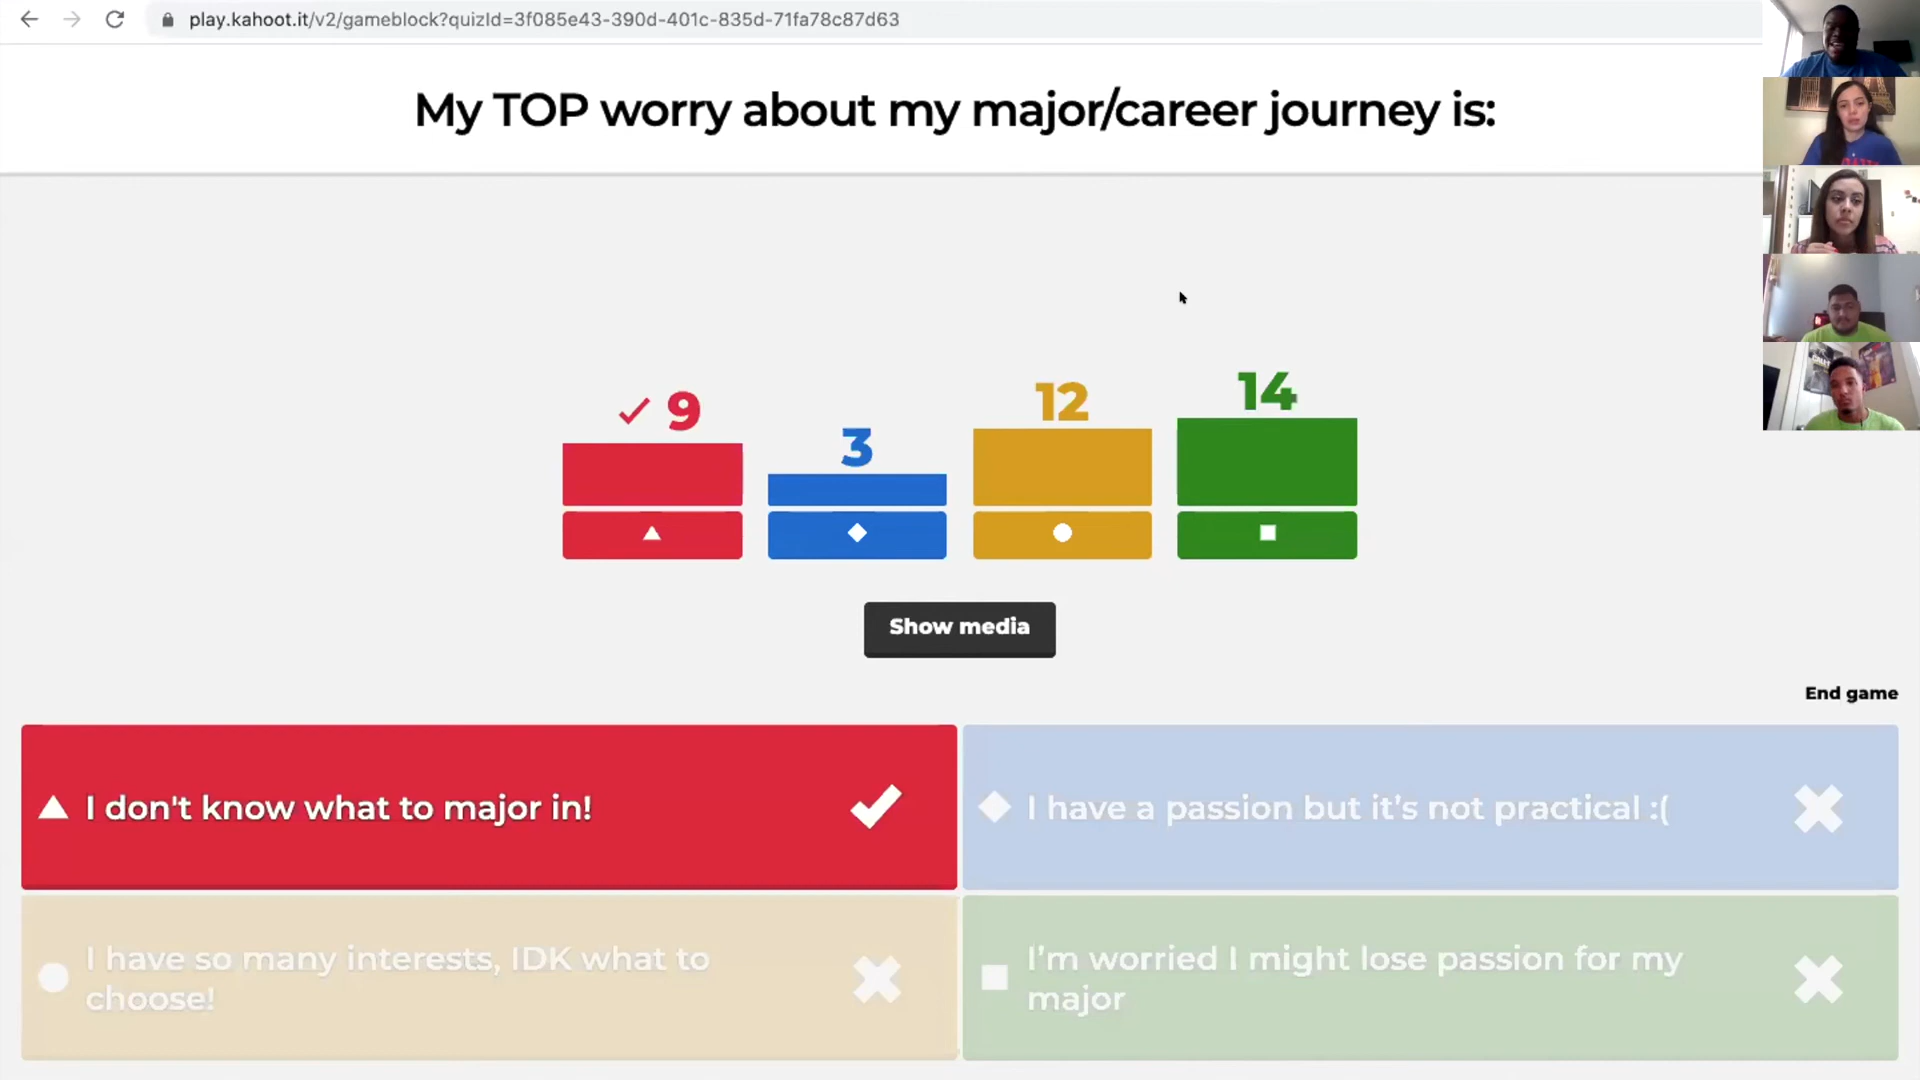 play.kahoot.it/v2/gameblock?quizId=3f085e43-390d-401c-835d-71fa78c87d63
My TOP worry about my major/career journey is:
9
3
12
14
Show media
End game
I don't know what to major in!
I have a passion but it’s not practical :(
I have so many interests, IDK what to
choose!
I’m worried I might lose passion for my
major